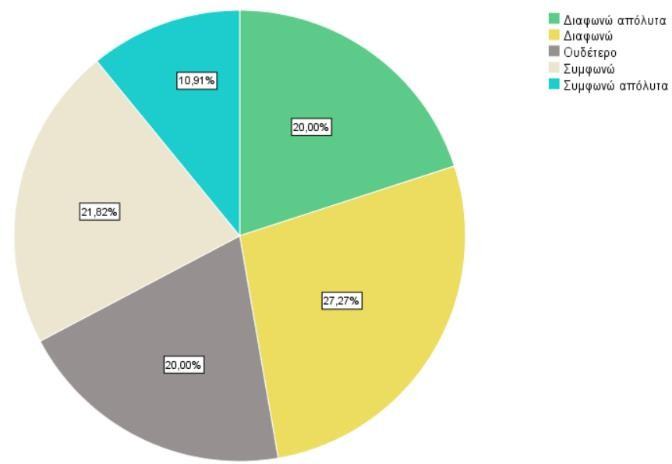 Διαφωνώ απόλυτα
Διαφωνώ
Ουδέτερο
Συμφωνώ
Συμφωνώ απόλυτα
10,91%
20,00%
21,82%
27,27%
20,00%